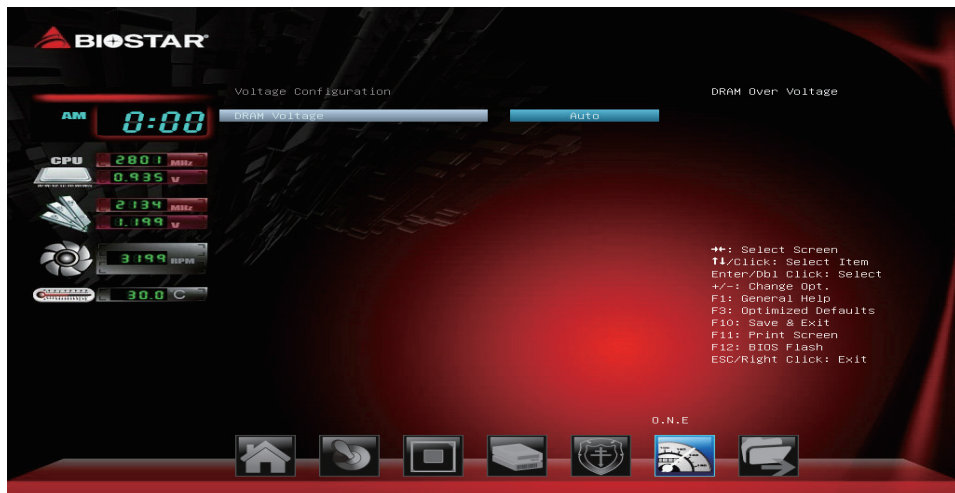 BIOSTAR
Voltage Configuration
DRAM Over Voltage
DRAM Voltage Auto
AM 0:00
CPU 2801 MHz
0.935 V
2134 MHz
1.199 V
3199 RPM
30.0 °C
→←: Select Screen
↑↓/Click: Select Item
Enter/Dbl Click: Select
+/-: Change Opt.
F1: General Help
F3: Optimized Defaults
F10: Save & Exit
F11: Print Screen
F12: BIOS Flash
ESC/Right Click: Exit
O.N.E